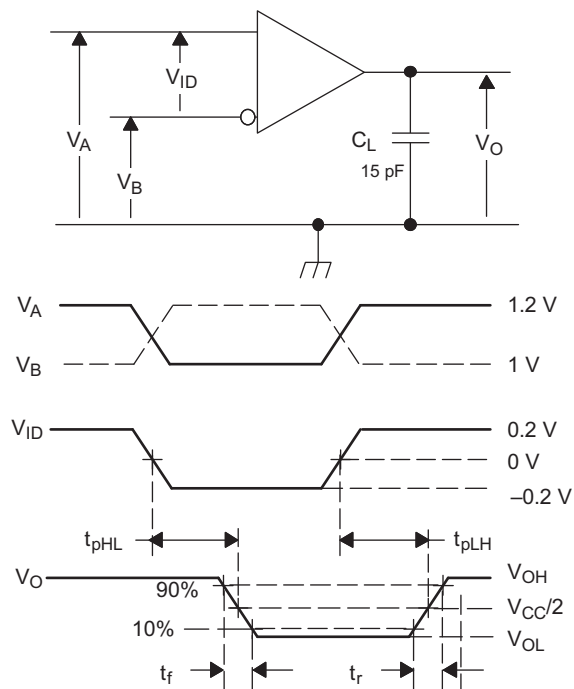 V_ID
V_A
V_B
C_L
15 pF
V_O
V_A 1.2 V
V_B 1 V
V_ID 0.2 V
0 V
–0.2 V
t_pHL t_pLH
V_O V_OH
90%
V_CC/2
10%
V_OL
t_f t_r